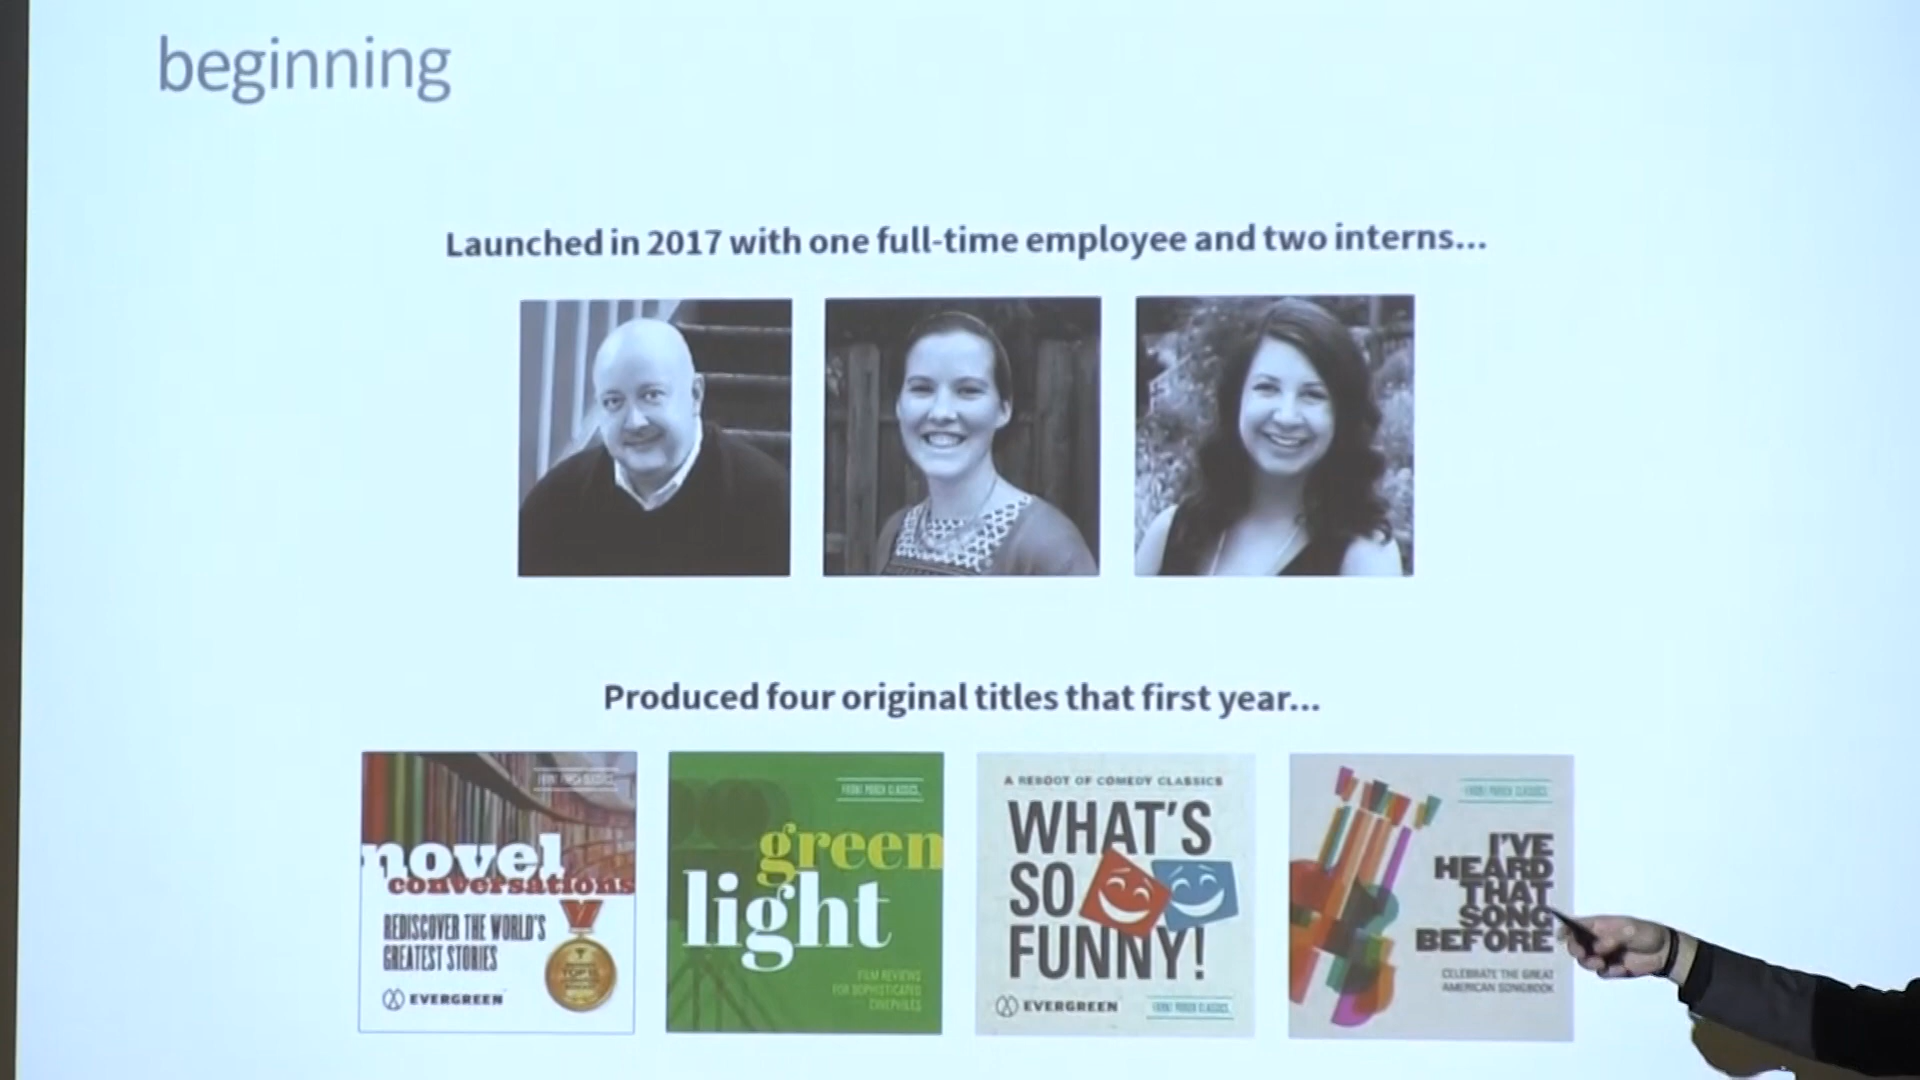 beginning
Launched in 2017 with one full-time employee and two interns...
Produced four original titles that first year...
FRONT PORCH CLASSICS
novel
conversations
REDISCOVER THE WORLD'S
GREATEST STORIES
TOP 15
EVERGREEN
FRONT PORCH CLASSICS
green
light
FILM REVIEWS
FOR SOPHISTICATED
CINEPHILES
A REBOOT OF COMEDY CLASSICS
WHAT'S
SO
FUNNY!
EVERGREEN
FRONT PORCH CLASSICS
FRONT PORCH CLASSICS
I'VE
HEARD
THAT
SONG
BEFORE
CELEBRATE THE GREAT
AMERICAN SONGBOOK